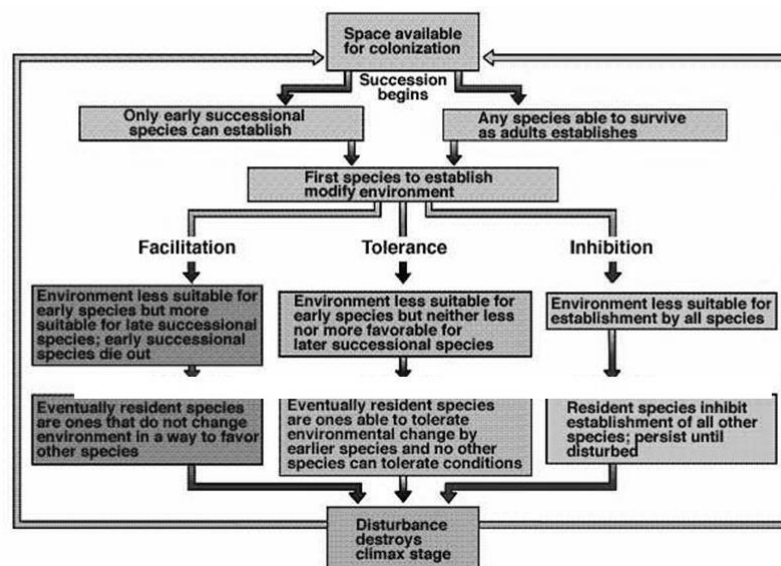 Space available
for colonization
Succession
begins
Only early successional
species can establish
Any species able to survive
as adults establishes
First species to establish
modify environment
Facilitation
Tolerance
Inhibition
Environment less suitable for
early species but more
suitable for late successional
species; early successional
species die out
Environment less suitable for
early species but neither less
nor more favorable for
later successional species
Environment less suitable for
establishment by all species
Eventually resident species
are ones that do not change
environment in a way to favor
other species
Eventually resident species
are ones able to tolerate
environmental change by
earlier species and no other
species can tolerate conditions
Resident species inhibit
establishment of all other
species; persist until
disturbed
Disturbance
destroys
climax stage